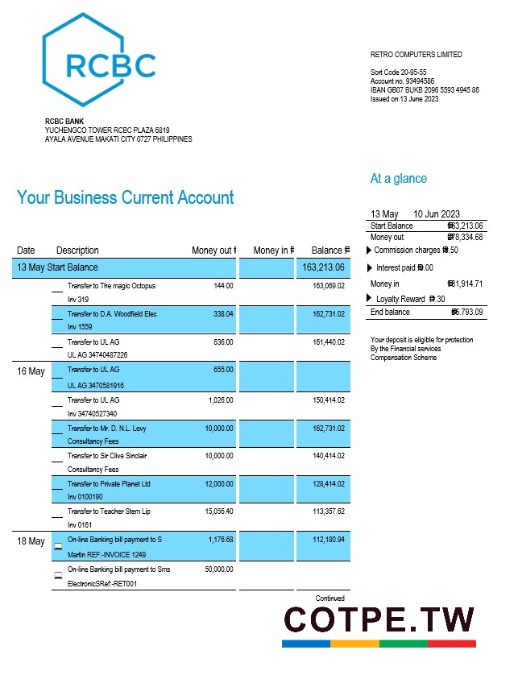 RCBC
RETRO COMPUTERS LIMITED
Sort Code 20-95-55
Account no. 93494586
IBAN GB07 BUKB 2096 5593 4945 86
Issued on 13 June 2023
RCBC BANK
YUCHENGCO TOWER RCBC PLAZA 6819
AYALA AVENUE MAKATI CITY 0727 PHILIPPINES
At a glance
Your Business Current Account
13 May 10 Jun 2023
Start Balance ₱63,213.06
Money out ₱78,334.68
Commission charges ₱8.50
Interest paid ₱0.00
Money in ₱61,914.71
Loyalty Reward ₱9.30
End balance ₱6.793.09
Your deposit is eligible for protection
By the Financial services
Compensation Scheme
Date Description Money out ₱ Money in ₱ Balance ₱
13 May Start Balance 163,213.06
Transfer to The magic Octopus 144.00 163,069.02
Inv 319
Transfer to D.A. Woodfield Elec 338.04 162,731.02
Inv 1559
Transfer to UL AG 636.00 161,440.02
UL AG 34740487226
16 May Transfer to UL AG 655.00
UL AG 3470581916
Transfer to UL AG 1,026.00 150,414.02
Inv 34740527340
Transfer to Mr. D. N.L. Levy 10,000.00 162,731.02
Consultancy Fees
Transfer to Sir Clive Sinclair 10,000.00 140,414.02
Consultancy Fees
Transfer to Private Planet Ltd 12,000.00 128,414.02
Inv 0100190
Transfer to Teacher Stem Lip 15,056.40 113,357.62
Inv 0161
18 May On-line Banking bill payment to S 1,176.68 112,180.94
Martin REF:-INVOICE 1249
On-line Banking bill payment to Sms 50,000.00
ElectronicSRef:-RET001
Continued
COTPE.TW